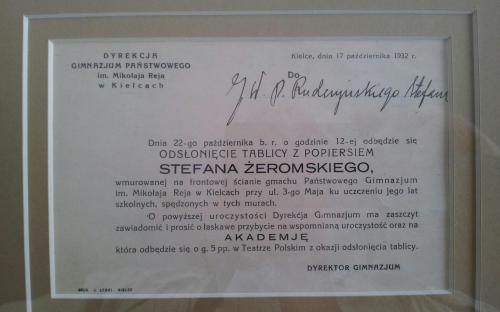 DYREKCJA
GIMNAZJUM PAŃSTWOWEGO
im. Mikołaja Reja
w Kielcach
Kielce, dnia 17 października 1932 r.
Do
J. W. P. Ruderyńskiego Stefana
Dnia 22-go października b. r. o godzinie 12-ej odbędzie się
ODSŁONIĘCIE TABLICY Z POPIERSIEM
STEFANA ŻEROMSKIEGO,
wmurowanej na frontowej ścianie gmachu Państwowego Gimnazjum
im. Mikołaja Reja w Kielcach przy ul. 3-go Maja ku uczczeniu jego lat
szkolnych, spędzonych w tych murach.
O powyższej uroczystości Dyrekcja Gimnazjum ma zaszczyt
zawiadomić i prosić o łaskawe przybycie na wspomnianą uroczystość oraz na
AKADEMJĘ
która odbędzie się o g. 5 pp. w Teatrze Polskim z okazji odsłonięcia tablicy.
DYREKTOR GIMNAZJUM
KIELCE